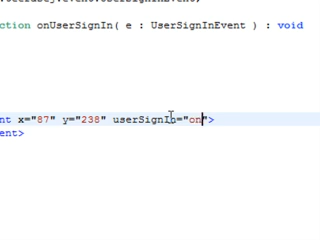 ction onUserSignIn( e : UserSignInEvent ) : void
nt x="87" y="238" userSignIn="on">
ent>